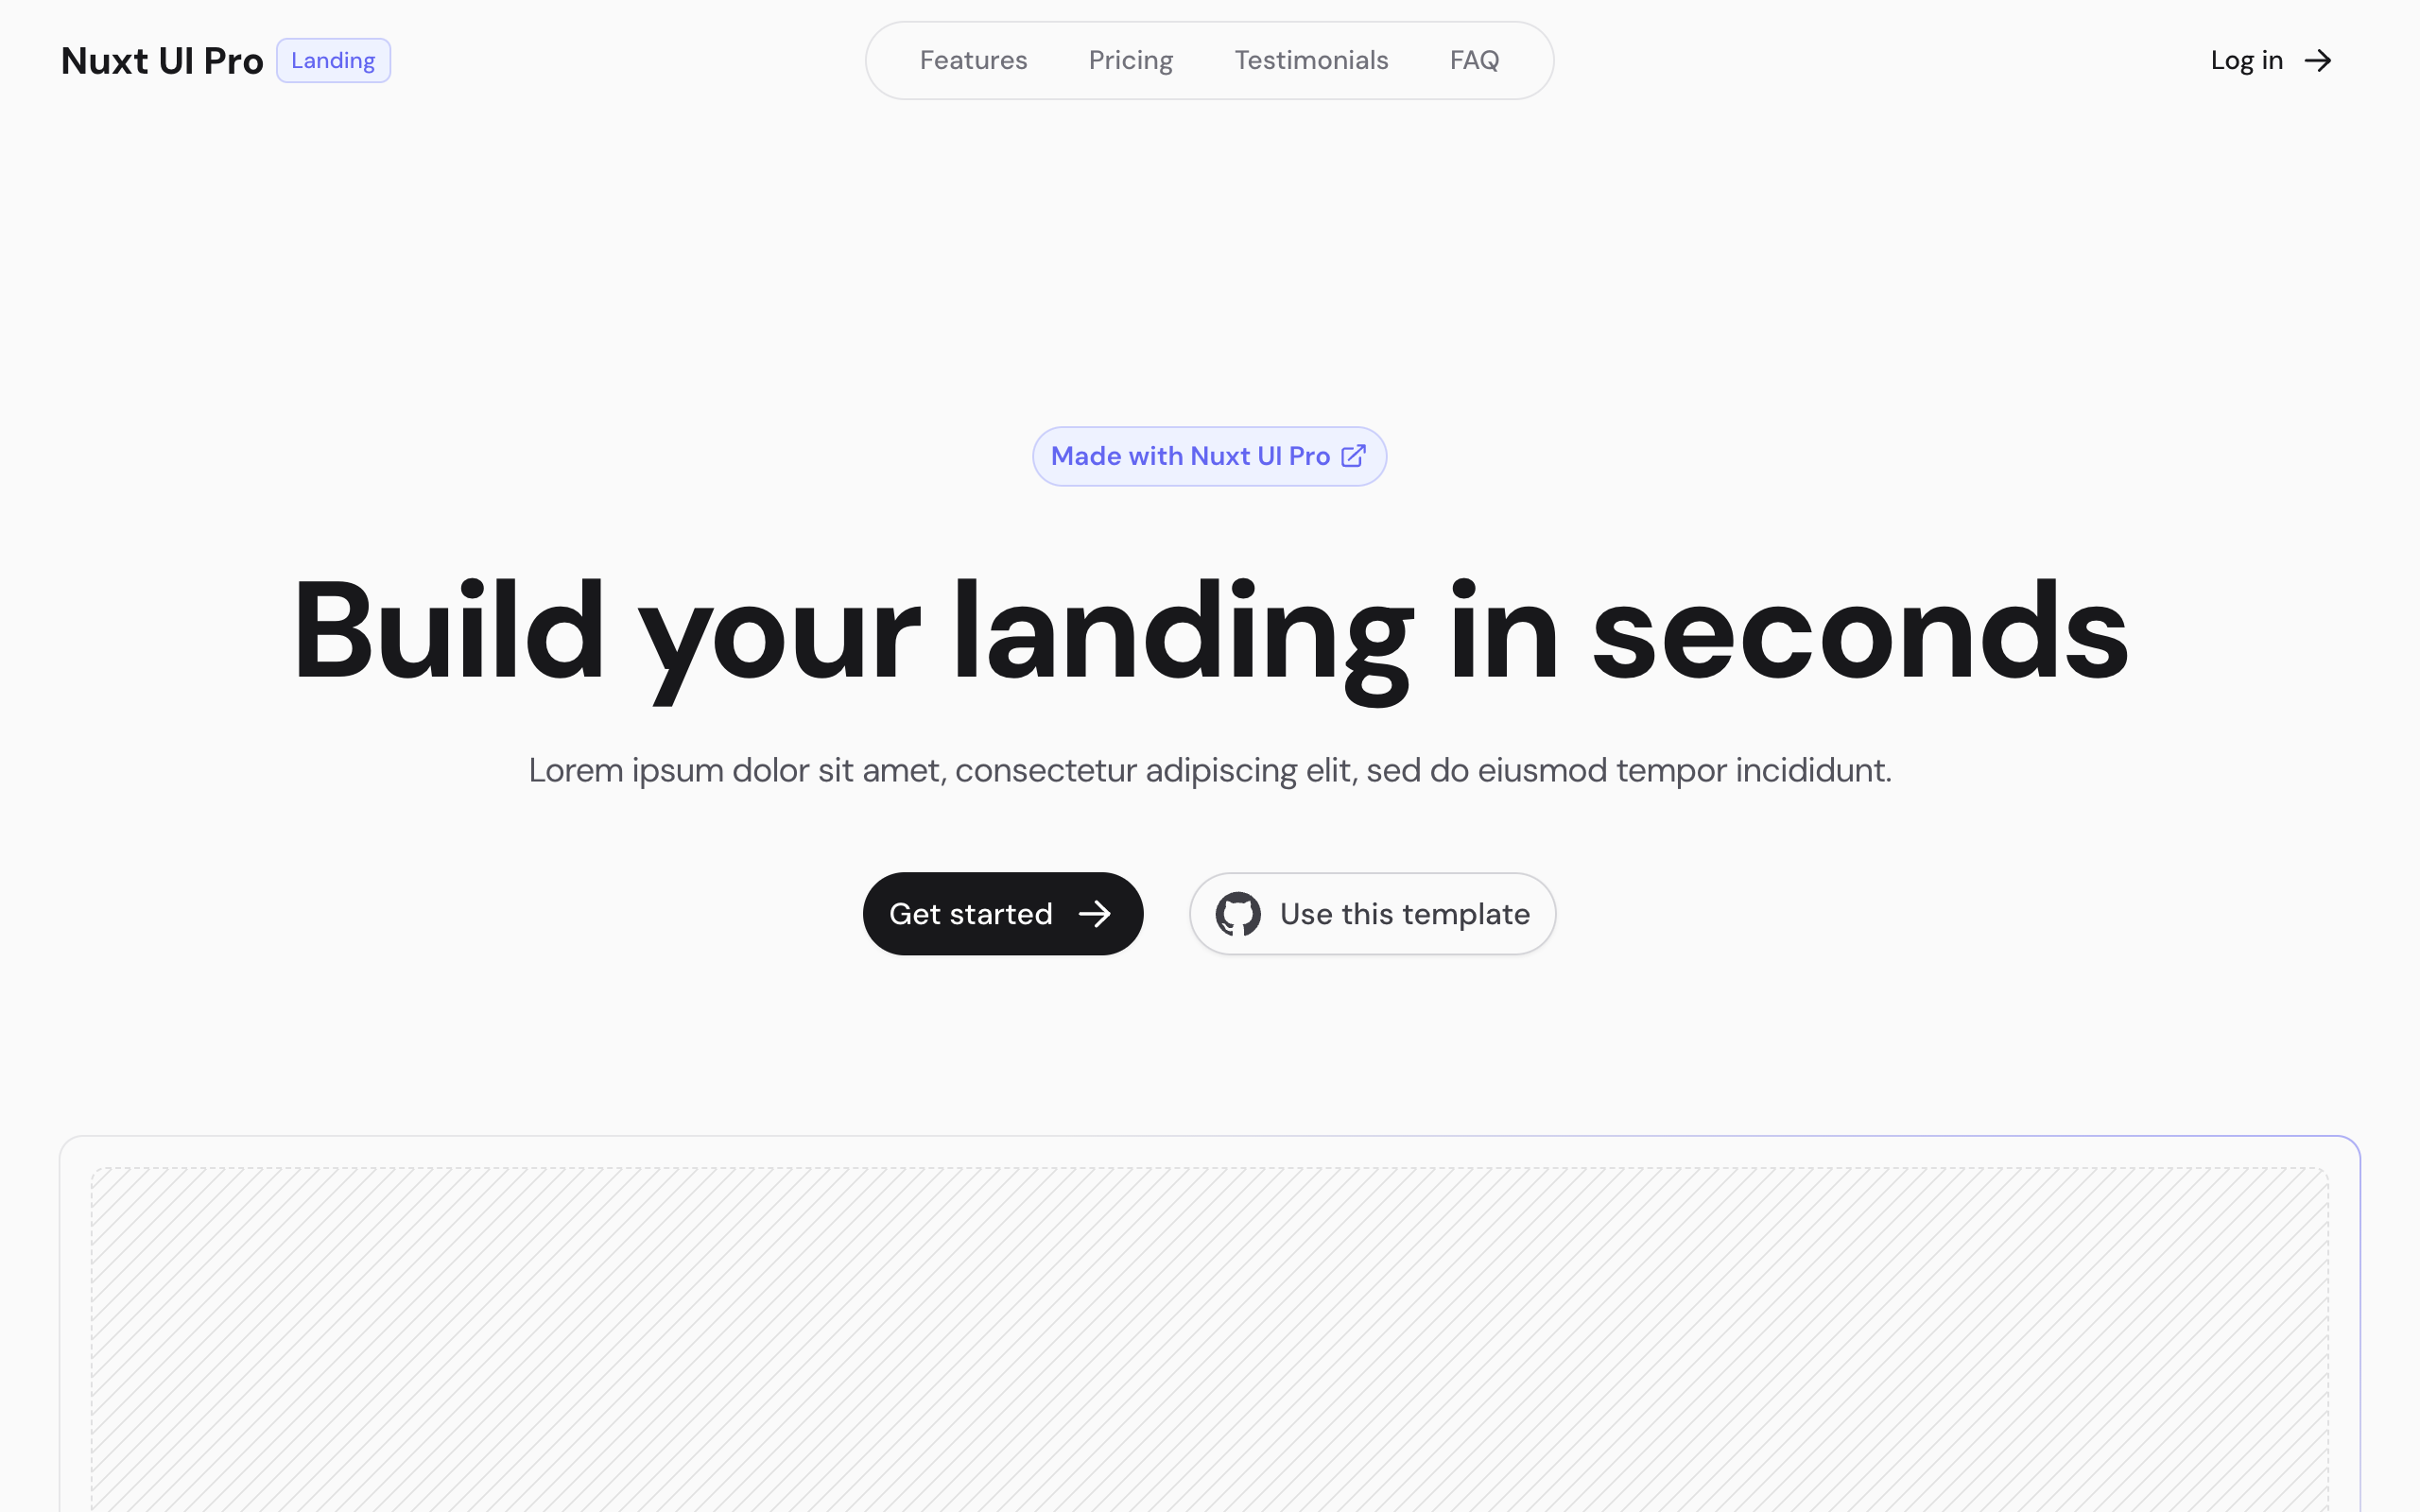 Nuxt UI Pro Landing
Features Pricing Testimonials FAQ
Log in
Made with Nuxt UI Pro
Build your landing in seconds
Lorem ipsum dolor sit amet, consectetur adipiscing elit, sed do eiusmod tempor incididunt.
Get started
Use this template